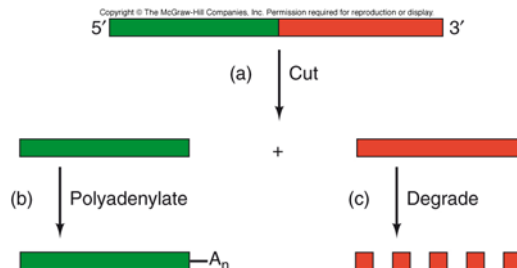 Copyright © The McGraw-Hill Companies, Inc. Permission required for reproduction or display.
5′ 3′
(a) Cut
+
(b) Polyadenylate (c) Degrade
Aₙ